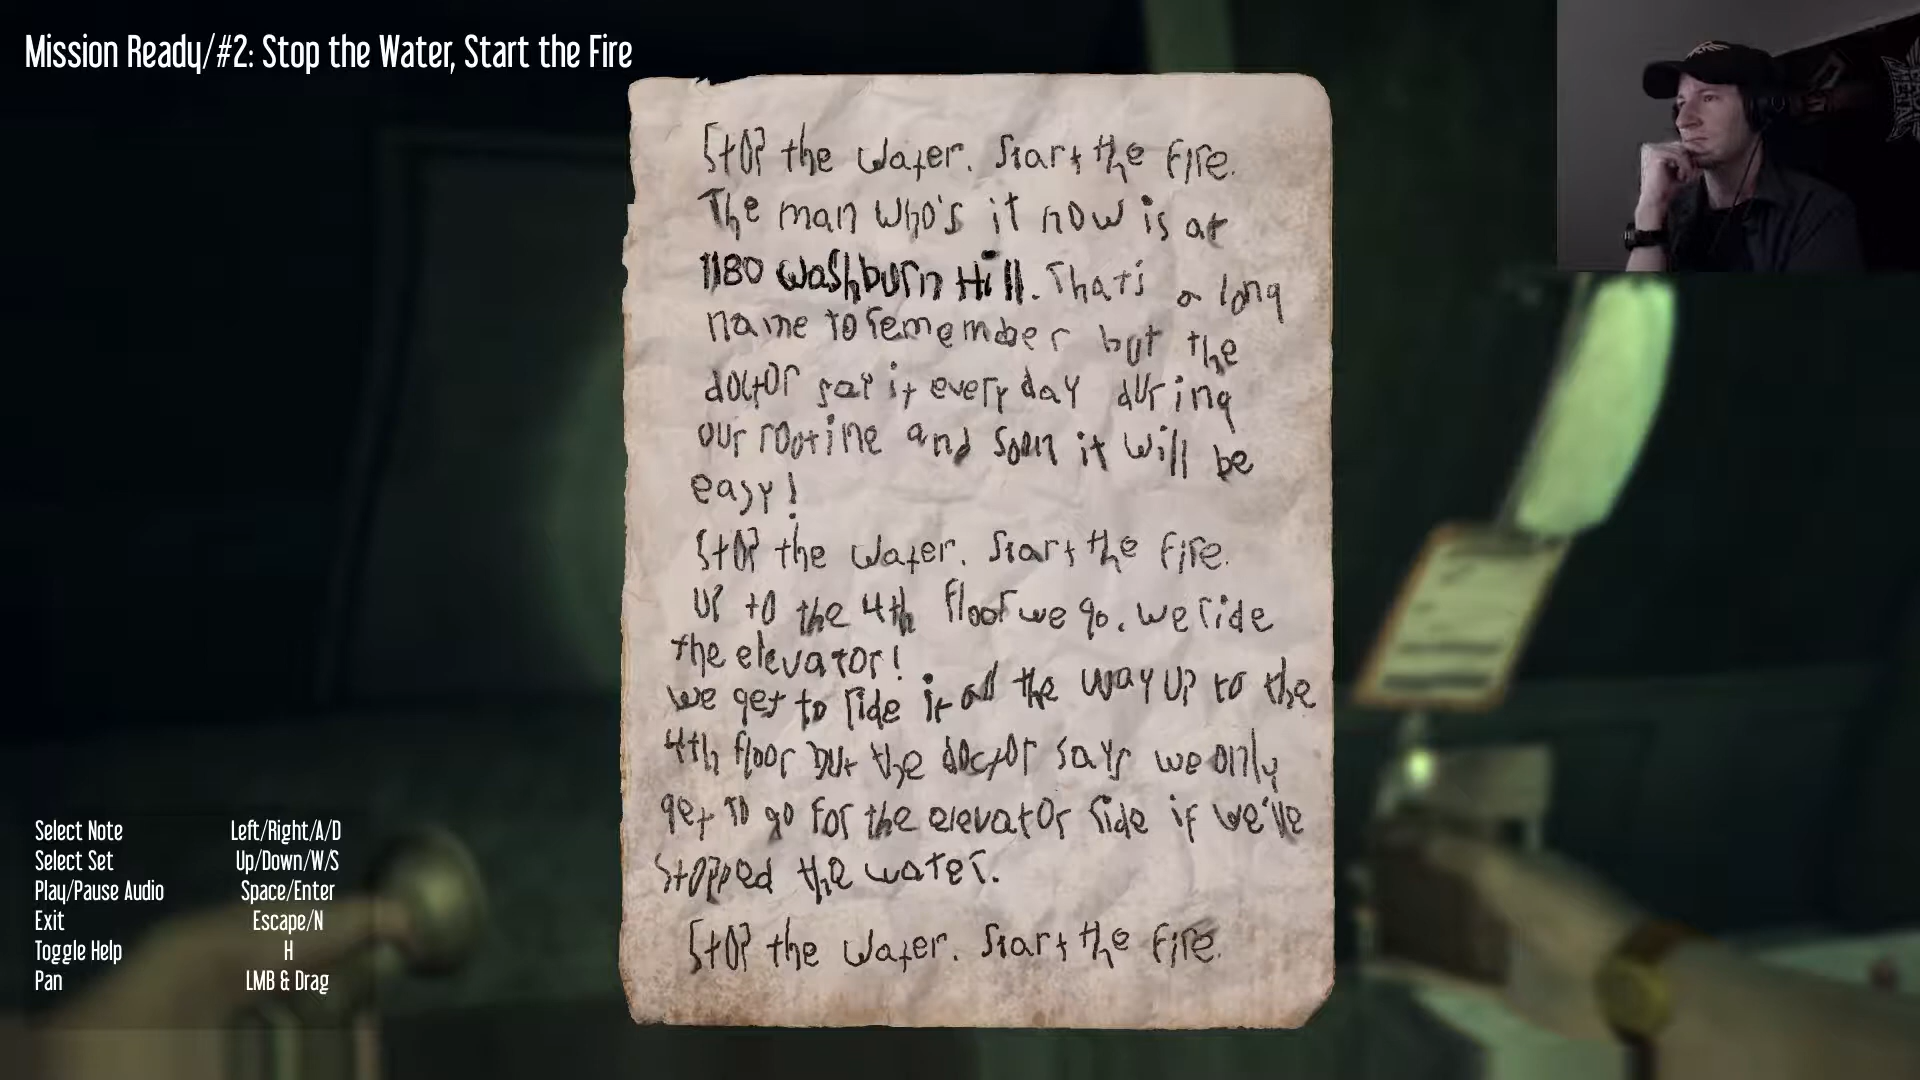 Mission Ready/#2: Stop the Water, Start the Fire
Stop the water. Start the fire.
The man who's it now is at
1180 Washburn Hill. Thats a long
name to remember but the
doctor say it every day during
our rootine and soon it will be
easy!
Stop the water. Start the fire.
Up to the 4th floor we go. we ride
the elevator!
we get to ride it all the way up to the
4th floor but the doctor says we only
get to go for the elevator ride if we've
stopped the water.
Stop the water. Start the fire.
Select Note Left/Right/A/D
Select Set Up/Down/W/S
Play/Pause Audio Space/Enter
Exit Escape/N
Toggle Help H
Pan LMB & Drag